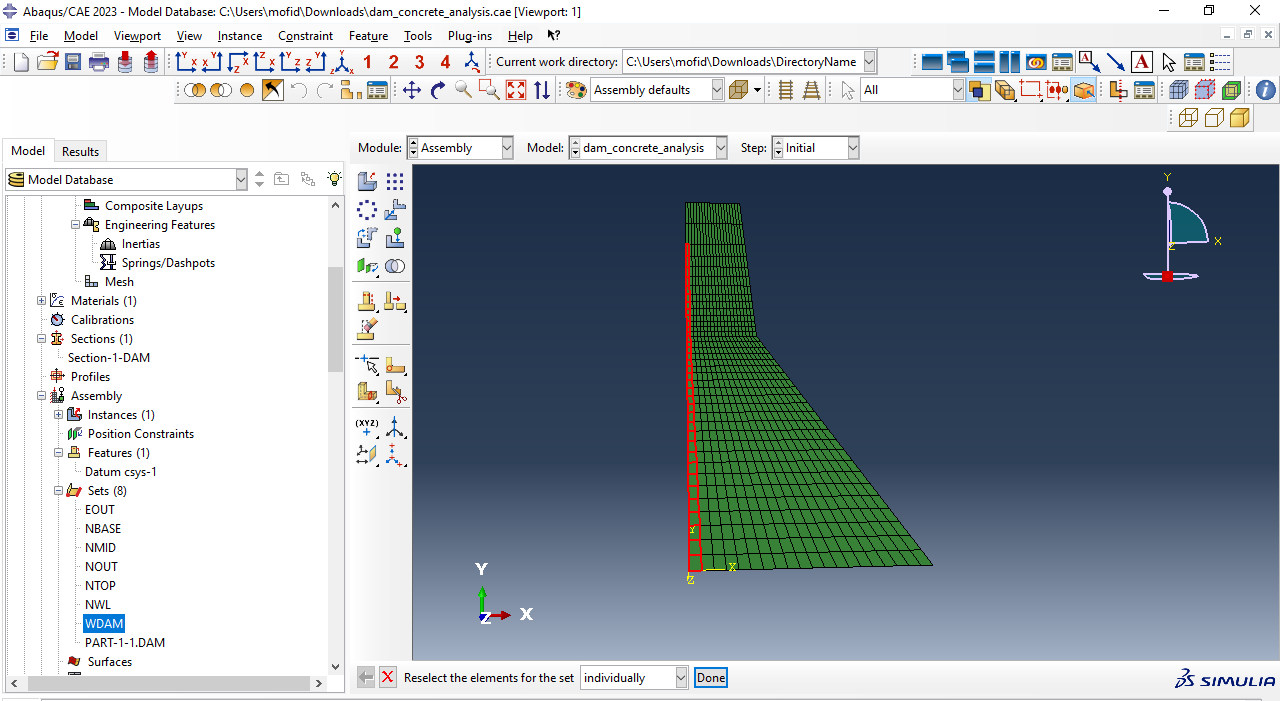 Abaqus/CAE 2023 - Model Database: C:\Users\mofid\Downloads\dam_concrete_analysis.cae [Viewport: 1]
File Model Viewport View Instance Constraint Feature Tools Plug-ins Help
1 2 3 4 Current work directory: C:\Users\mofid\Downloads\DirectoryName A A
Assembly defaults All
Model Results Module: Assembly Model: dam_concrete_analysis Step: Initial
Model Database
Composite Layups
Engineering Features
Inertias
Springs/Dashpots
Mesh
Materials (1)
Calibrations
Sections (1)
Section-1-DAM
Profiles
Assembly
Instances (1)
Position Constraints
Features (1)
Datum csys-1
Sets (8)
EOUT
NBASE
NMID
NOUT
NTOP
NWL
WDAM
PART-1-1.DAM
Surfaces
(XYZ)
Y
X
Z
Y
X
Z
Y
X
Z
Reselect the elements for the set individually Done
SIMULIA